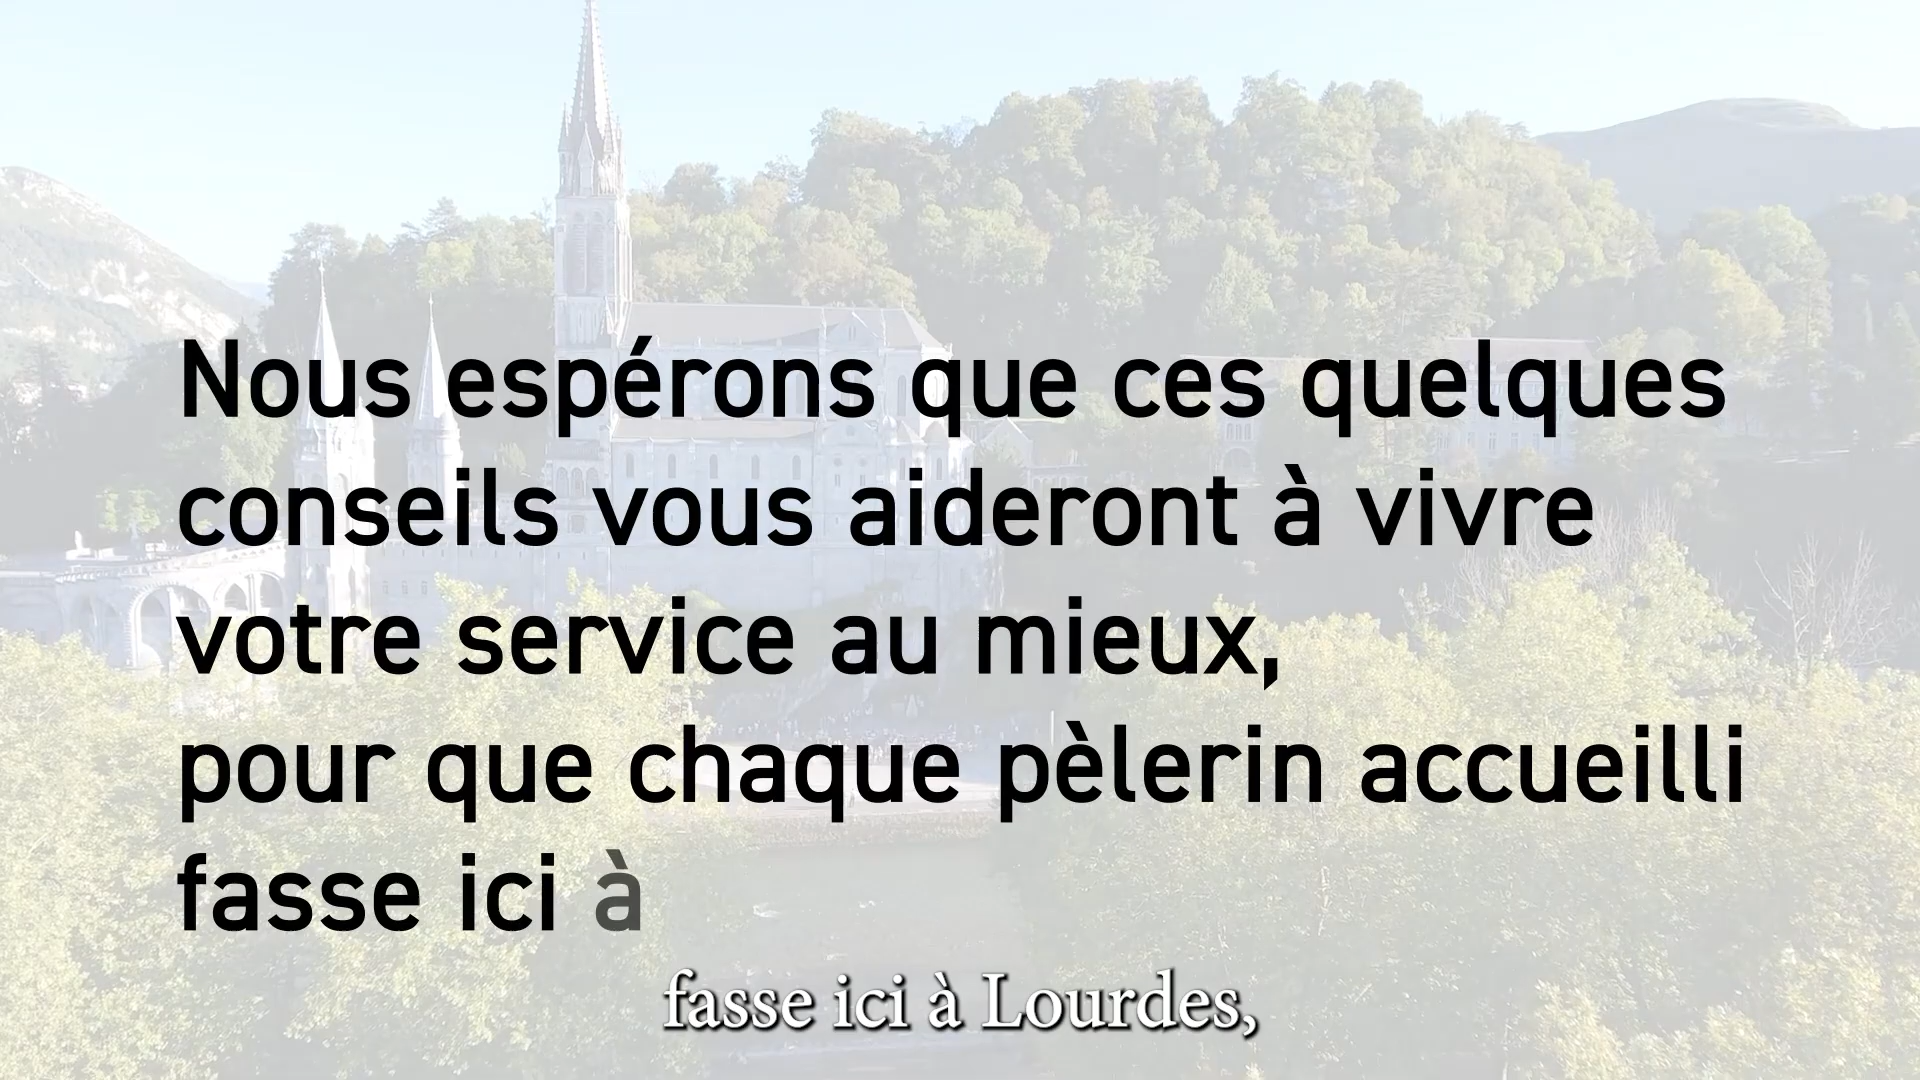 Nous espérons que ces quelques
conseils vous aideront à vivre
votre service au mieux,
pour que chaque pèlerin accueilli
fasse ici à
fasse ici à Lourdes,